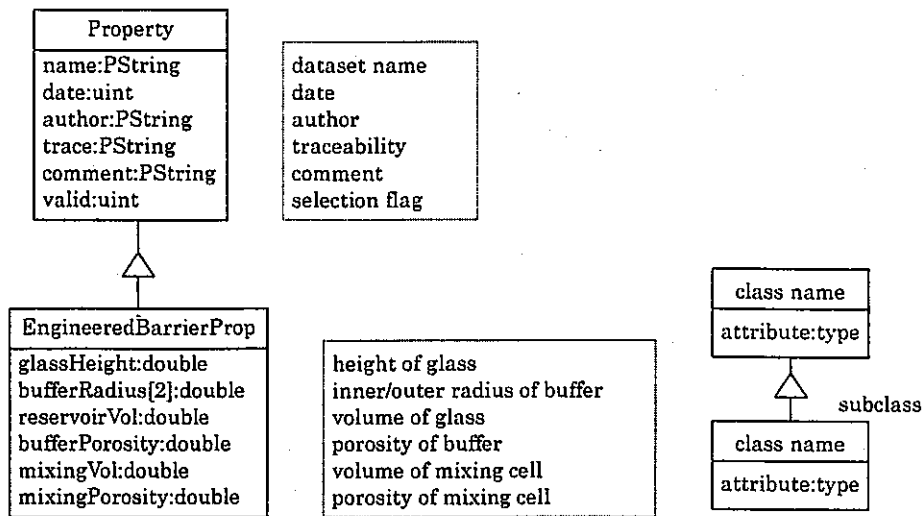 Property
name:PString
date:uint
author:PString
trace:PString
comment:PString
valid:uint
dataset name
date
author
traceability
comment
selection flag
EngineeredBarrierProp
glassHeight:double
bufferRadius[2]:double
reservoirVol:double
bufferPorosity:double
mixingVol:double
mixingPorosity:double
height of glass
inner/outer radius of buffer
volume of glass
porosity of buffer
volume of mixing cell
porosity of mixing cell
class name
attribute:type
subclass
class name
attribute:type